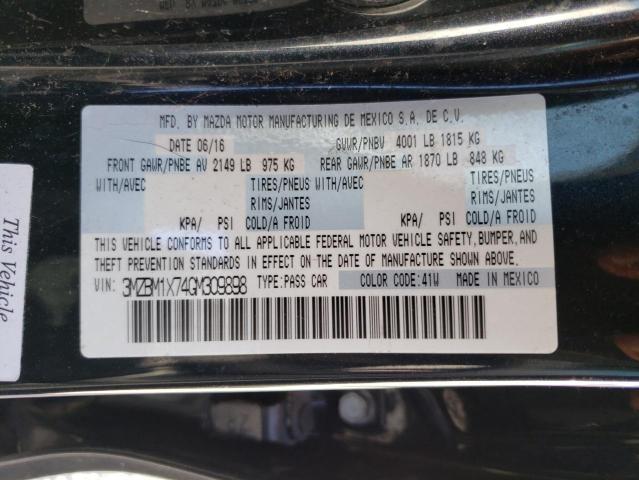 MFD. BY MAZDA MOTOR MANUFACTURING DE MEXICO S.A. DE C.V.
DATE 06/16 GVWR/PNBV 4001 LB 1815 KG
FRONT GAWR/PNBE AV 2149 LB 975 KG REAR GAWR/PNBE AR 1870 LB 848 KG
WITH/AVEC TIRES/PNEUS WITH/AVEC TIRES/PNEUS
RIMS/JANTES RIMS/JANTES
KPA/ PSI COLD/A FROID KPA/ PSI COLD/A FROID
THIS VEHICLE CONFORMS TO ALL APPLICABLE FEDERAL MOTOR VEHICLE SAFETY, BUMPER, AND
THEFT PREVENTION STANDARDS IN EFFECT ON THE DATE OF MANUFACTURE SHOWN ABOVE.
VIN: 3MZBM1X74GM309898 TYPE:PASS CAR COLOR CODE:41W MADE IN MEXICO
This Vehicle